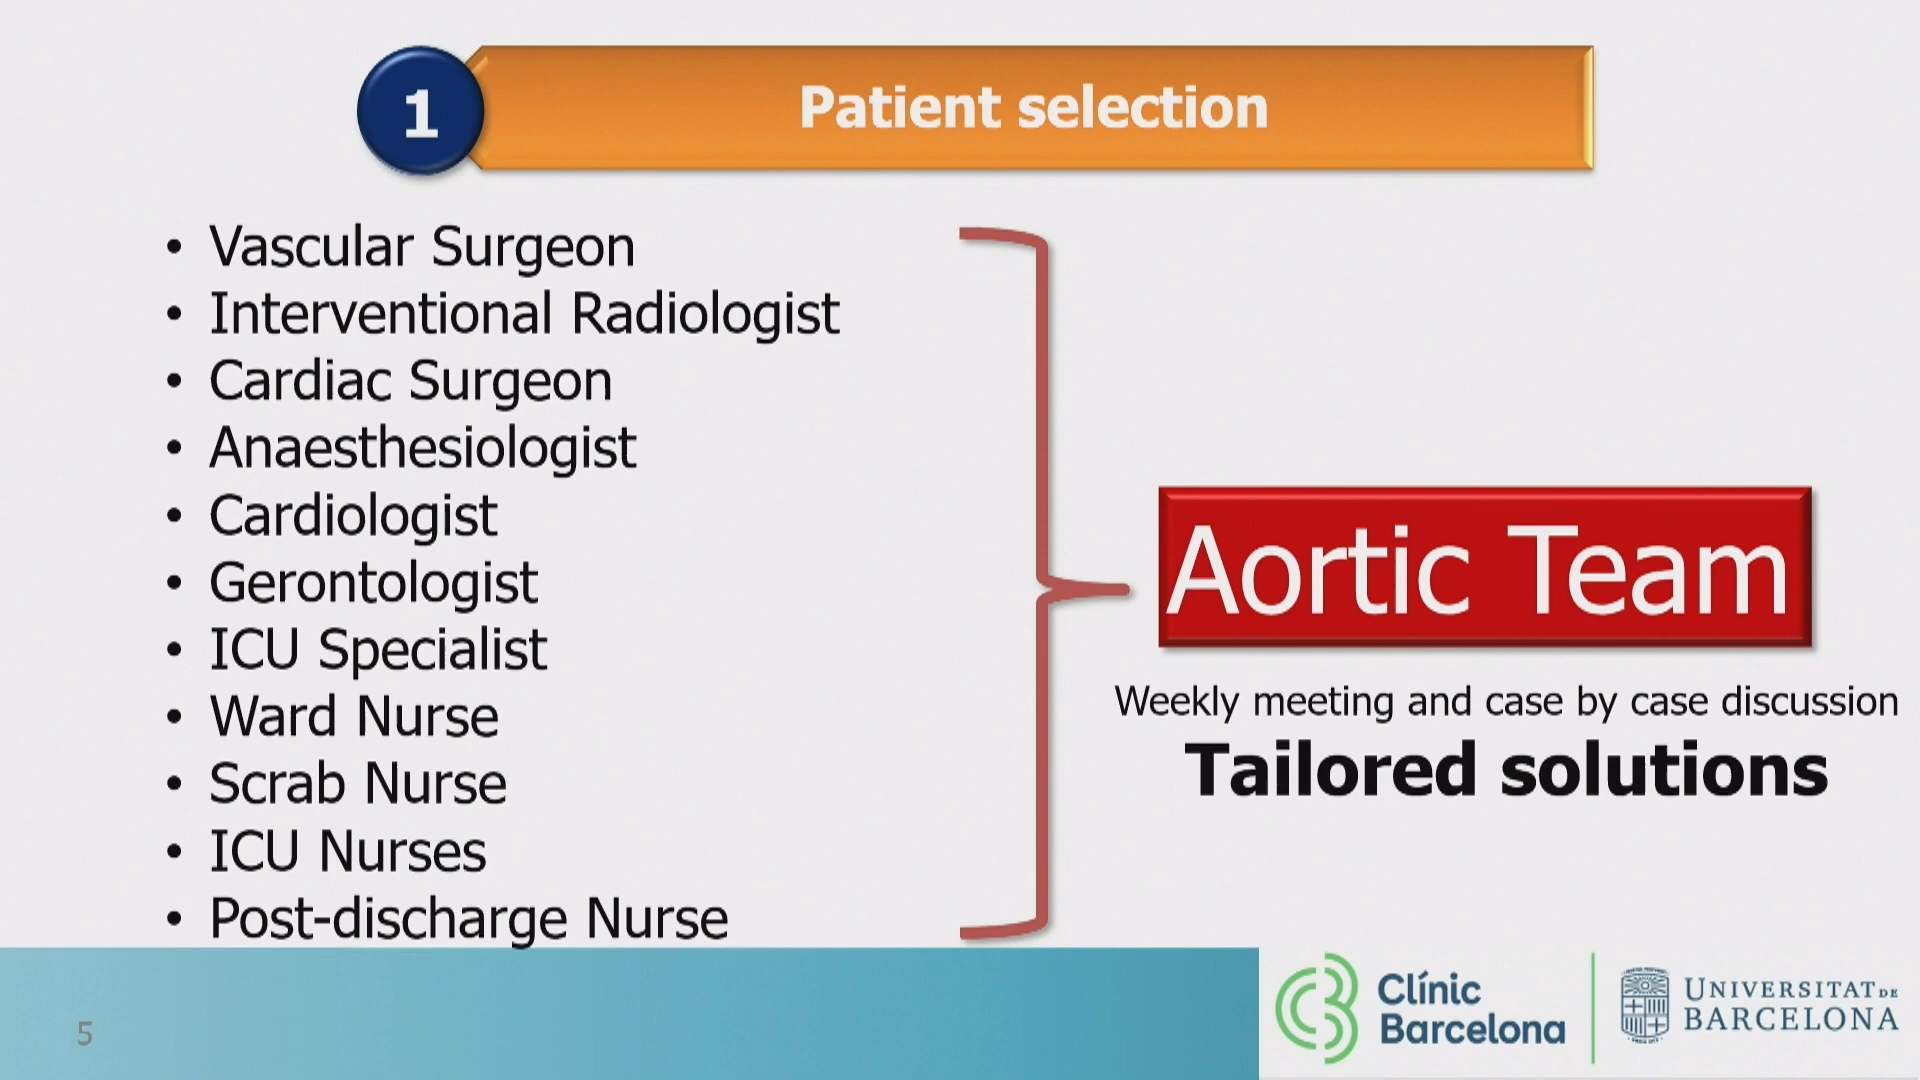 1
Patient selection
• Vascular Surgeon
• Interventional Radiologist
• Cardiac Surgeon
• Anaesthesiologist
• Cardiologist
• Gerontologist
• ICU Specialist
• Ward Nurse
• Scrab Nurse
• ICU Nurses
• Post-discharge Nurse
Aortic Team
Weekly meeting and case by case discussion
Tailored solutions
5
Clínic
Barcelona
UNIVERSITAT DE
BARCELONA